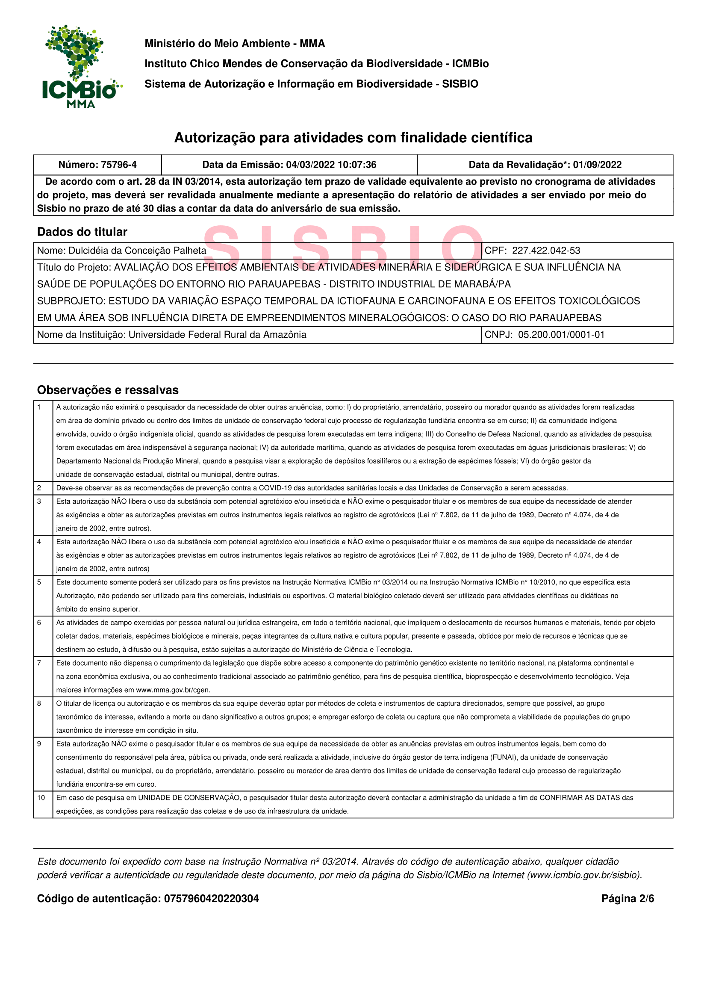 ICMBio
MMA
Ministério do Meio Ambiente - MMA
Instituto Chico Mendes de Conservação da Biodiversidade - ICMBio
Sistema de Autorização e Informação em Biodiversidade - SISBIO
Autorização para atividades com finalidade científica
Número: 75796-4 Data da Emissão: 04/03/2022 10:07:36 Data da Revalidação*: 01/09/2022
De acordo com o art. 28 da IN 03/2014, esta autorização tem prazo de validade equivalente ao previsto no cronograma de atividades
do projeto, mas deverá ser revalidada anualmente mediante a apresentação do relatório de atividades a ser enviado por meio do
Sisbio no prazo de até 30 dias a contar da data do aniversário de sua emissão.
SISBIO
Dados do titular
Nome: Dulcidéia da Conceição Palheta CPF: 227.422.042-53
Título do Projeto: AVALIAÇÃO DOS EFEITOS AMBIENTAIS DE ATIVIDADES MINERÁRIA E SIDERÚRGICA E SUA INFLUÊNCIA NA
SAÚDE DE POPULAÇÕES DO ENTORNO RIO PARAUAPEBAS - DISTRITO INDUSTRIAL DE MARABÁ/PA
SUBPROJETO: ESTUDO DA VARIAÇÃO ESPAÇO TEMPORAL DA ICTIOFAUNA E CARCINOFAUNA E OS EFEITOS TOXICOLÓGICOS
EM UMA ÁREA SOB INFLUÊNCIA DIRETA DE EMPREENDIMENTOS MINERALOGÓGICOS: O CASO DO RIO PARAUAPEBAS
Nome da Instituição: Universidade Federal Rural da Amazônia CNPJ: 05.200.001/0001-01
Observações e ressalvas
1 A autorização não eximirá o pesquisador da necessidade de obter outras anuências, como: I) do proprietário, arrendatário, posseiro ou morador quando as atividades forem realizadas
em área de domínio privado ou dentro dos limites de unidade de conservação federal cujo processo de regularização fundiária encontra-se em curso; II) da comunidade indígena
envolvida, ouvido o órgão indigenista oficial, quando as atividades de pesquisa forem executadas em terra indígena; III) do Conselho de Defesa Nacional, quando as atividades de pesquisa
forem executadas em área indispensável à segurança nacional; IV) da autoridade marítima, quando as atividades de pesquisa forem executadas em águas jurisdicionais brasileiras; V) do
Departamento Nacional da Produção Mineral, quando a pesquisa visar a exploração de depósitos fossilíferos ou a extração de espécimes fósseis; VI) do órgão gestor da
unidade de conservação estadual, distrital ou municipal, dentre outras.
2 Deve-se observar as as recomendações de prevenção contra a COVID-19 das autoridades sanitárias locais e das Unidades de Conservação a serem acessadas.
3 Esta autorização NÃO libera o uso da substância com potencial agrotóxico e/ou inseticida e NÃO exime o pesquisador titular e os membros de sua equipe da necessidade de atender
às exigências e obter as autorizações previstas em outros instrumentos legais relativos ao registro de agrotóxicos (Lei nº 7.802, de 11 de julho de 1989, Decreto nº 4.074, de 4 de
janeiro de 2002, entre outros).
4 Esta autorização NÃO libera o uso da substância com potencial agrotóxico e/ou inseticida e NÃO exime o pesquisador titular e os membros de sua equipe da necessidade de atender
às exigências e obter as autorizações previstas em outros instrumentos legais relativos ao registro de agrotóxicos (Lei nº 7.802, de 11 de julho de 1989, Decreto nº 4.074, de 4 de
janeiro de 2002, entre outros)
5 Este documento somente poderá ser utilizado para os fins previstos na Instrução Normativa ICMBio n° 03/2014 ou na Instrução Normativa ICMBio n° 10/2010, no que especifica esta
Autorização, não podendo ser utilizado para fins comerciais, industriais ou esportivos. O material biológico coletado deverá ser utilizado para atividades científicas ou didáticas no
âmbito do ensino superior.
6 As atividades de campo exercidas por pessoa natural ou jurídica estrangeira, em todo o território nacional, que impliquem o deslocamento de recursos humanos e materiais, tendo por objeto
coletar dados, materiais, espécimes biológicos e minerais, peças integrantes da cultura nativa e cultura popular, presente e passada, obtidos por meio de recursos e técnicas que se
destinem ao estudo, à difusão ou à pesquisa, estão sujeitas a autorização do Ministério de Ciência e Tecnologia.
7 Este documento não dispensa o cumprimento da legislação que dispõe sobre acesso a componente do patrimônio genético existente no território nacional, na plataforma continental e
na zona econômica exclusiva, ou ao conhecimento tradicional associado ao patrimônio genético, para fins de pesquisa científica, bioprospecção e desenvolvimento tecnológico. Veja
maiores informações em www.mma.gov.br/cgen.
8 O titular de licença ou autorização e os membros da sua equipe deverão optar por métodos de coleta e instrumentos de captura direcionados, sempre que possível, ao grupo
taxonômico de interesse, evitando a morte ou dano significativo a outros grupos; e empregar esforço de coleta ou captura que não comprometa a viabilidade de populações do grupo
taxonômico de interesse em condição in situ.
9 Esta autorização NÃO exime o pesquisador titular e os membros de sua equipe da necessidade de obter as anuências previstas em outros instrumentos legais, bem como do
consentimento do responsável pela área, pública ou privada, onde será realizada a atividade, inclusive do órgão gestor de terra indígena (FUNAI), da unidade de conservação
estadual, distrital ou municipal, ou do proprietário, arrendatário, posseiro ou morador de área dentro dos limites de unidade de conservação federal cujo processo de regularização
fundiária encontra-se em curso.
10 Em caso de pesquisa em UNIDADE DE CONSERVAÇÃO, o pesquisador titular desta autorização deverá contactar a administração da unidade a fim de CONFIRMAR AS DATAS das
expedições, as condições para realização das coletas e de uso da infraestrutura da unidade.
Este documento foi expedido com base na Instrução Normativa nº 03/2014. Através do código de autenticação abaixo, qualquer cidadão
poderá verificar a autenticidade ou regularidade deste documento, por meio da página do Sisbio/ICMBio na Internet (www.icmbio.gov.br/sisbio).
Código de autenticação: 0757960420220304 Página 2/6